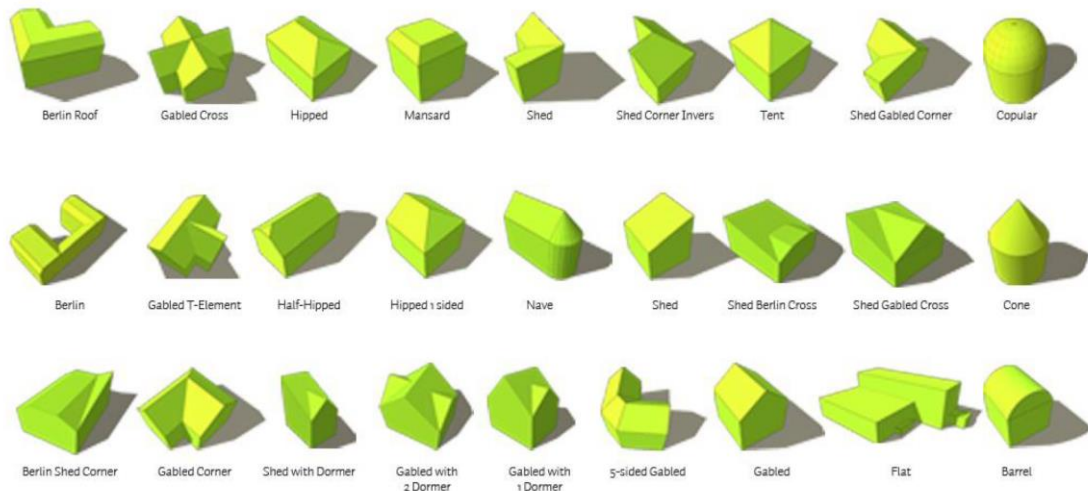 Berlin Roof
Gabled Cross
Hipped
Mansard
Shed
Shed Corner Invers
Tent
Shed Gabled Corner
Copular
Berlin
Gabled T-Element
Half-Hipped
Hipped 1 sided
Nave
Shed
Shed Berlin Cross
Shed Gabled Cross
Cone
Berlin Shed Corner
Gabled Corner
Shed with Dormer
Gabled with
2 Dormer
Gabled with
1 Dormer
5-sided Gabled
Gabled
Flat
Barrel